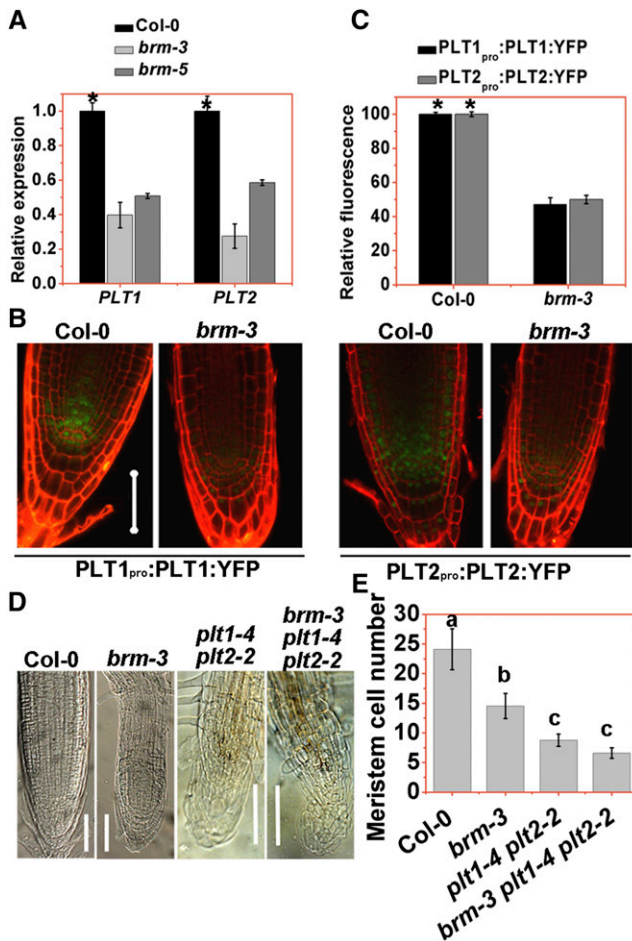 A
Col-0
brm-3
brm-5
Relative expression
1.0
0.8
0.6
0.4
0.2
0.0
*
*
PLT1
PLT2
C
PLT1pro:PLT1:YFP
PLT2pro:PLT2:YFP
Relative fluorescence
100
80
60
40
20
0
* *
Col-0
brm-3
B
Col-0
brm-3
Col-0
brm-3
PLT1pro:PLT1:YFP
PLT2pro:PLT2:YFP
D
Col-0
brm-3
plt1-4
plt2-2
brm-3
plt1-4
plt2-2
E
Meristem cell number
30
25
20
15
10
5
0
a
b
c
c
Col-0
brm-3
plt1-4 plt2-2
brm-3 plt1-4 plt2-2